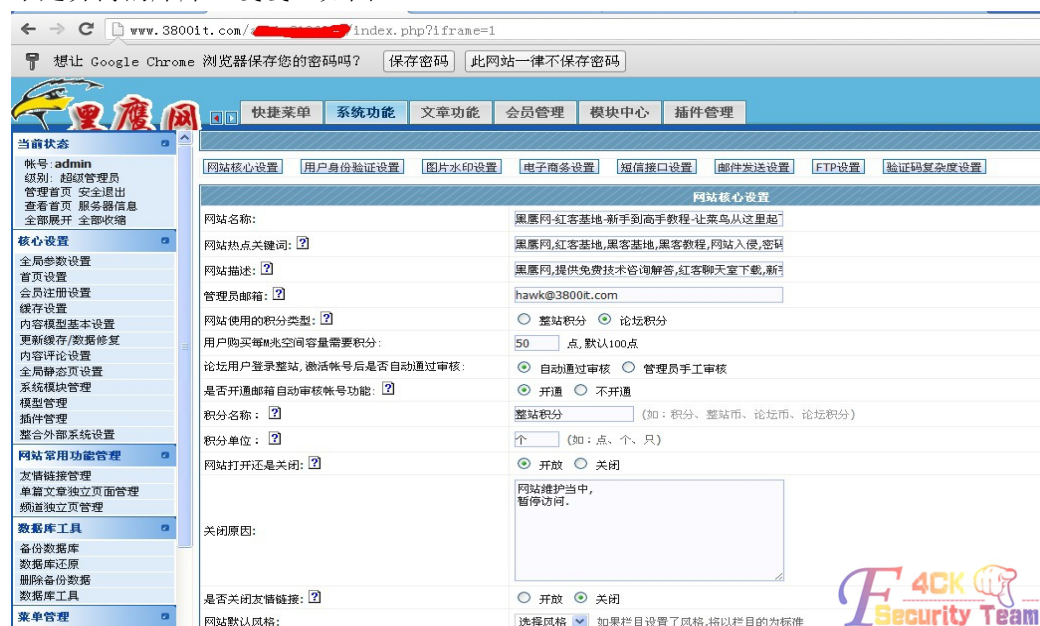 www.3800it.com/
index.php?iframe=1
想让 Google Chrome 浏览器保存您的密码吗? 保存密码 此网站一律不保存密码
黑鹰网
快捷菜单 系统功能 文章功能 会员管理 模块中心 插件管理
当前状态
帐号:admin
级别: 超级管理员
管理首页 安全退出
查看首页 服务器信息
全部展开 全部收缩
核心设置
全局参数设置
首页设置
会员注册设置
缓存设置
内容模型基本设置
更新缓存/数据修复
内容评论设置
全局静态页设置
系统模块管理
模型管理
插件管理
整合外部系统设置
网站常用功能管理
友情链接管理
单篇文章独立页面管理
频道独立页管理
数据库工具
备份数据库
数据库还原
删除备份数据
数据库工具
菜单管理
网站核心设置 用户身份验证设置 图片水印设置 电子商务设置 短信接口设置 邮件发送设置 FTP设置 验证码复杂度设置
网站核心设置
网站名称: 黑鹰网-红客基地-新手到高手教程-让菜鸟从这里起
网站热点关键词: ? 黑鹰网,红客基地,黑客基地,黑客教程,网站入侵,密码
网站描述: ? 黑鹰网,提供免费技术咨询解答,红客聊天室下载,新手
管理员邮箱: ? hawk@3800it.com
网站使用的积分类型: ? 整站积分 论坛积分
用户购买每M兆空间容量需要积分: 50 点,默认100点
论坛用户登录整站,激活帐号后是否自动通过审核: 自动通过审核 管理员手工审核
是否开通邮箱自动审核帐号功能: ? 开通 不开通
积分名称: ? 整站积分 (如:积分、整站币、论坛币、论坛积分)
积分单位: ? 个 (如:点、个、只)
网站打开还是关闭: ? 开放 关闭
关闭原因: 网站维护当中,
暂停访问.
是否关闭友情链接: ? 开放 关闭
网站默认风格: 选择风格 如果栏目设置了风格,将以栏目的为标准
F4CK
Security Team